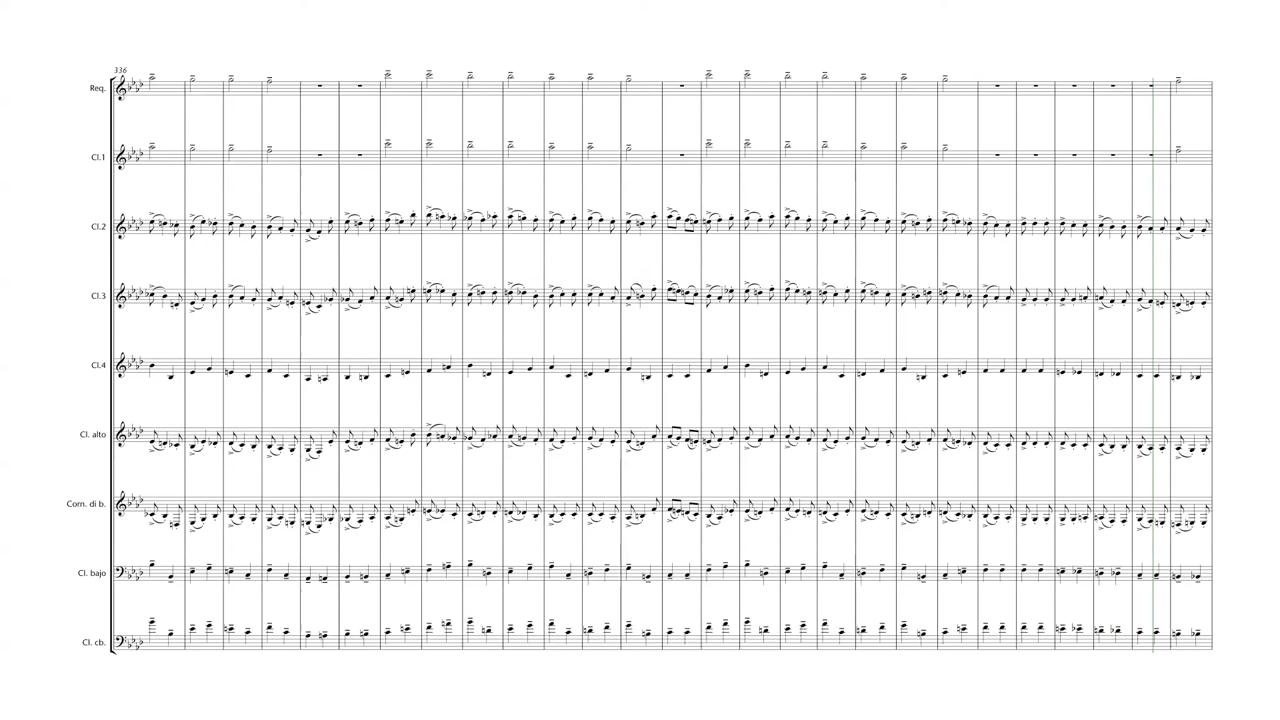 336
Req.
Cl.1
Cl.2
Cl.3
Cl.4
Cl. alto
Corn. di b.
Cl. bajo
Cl. cb.